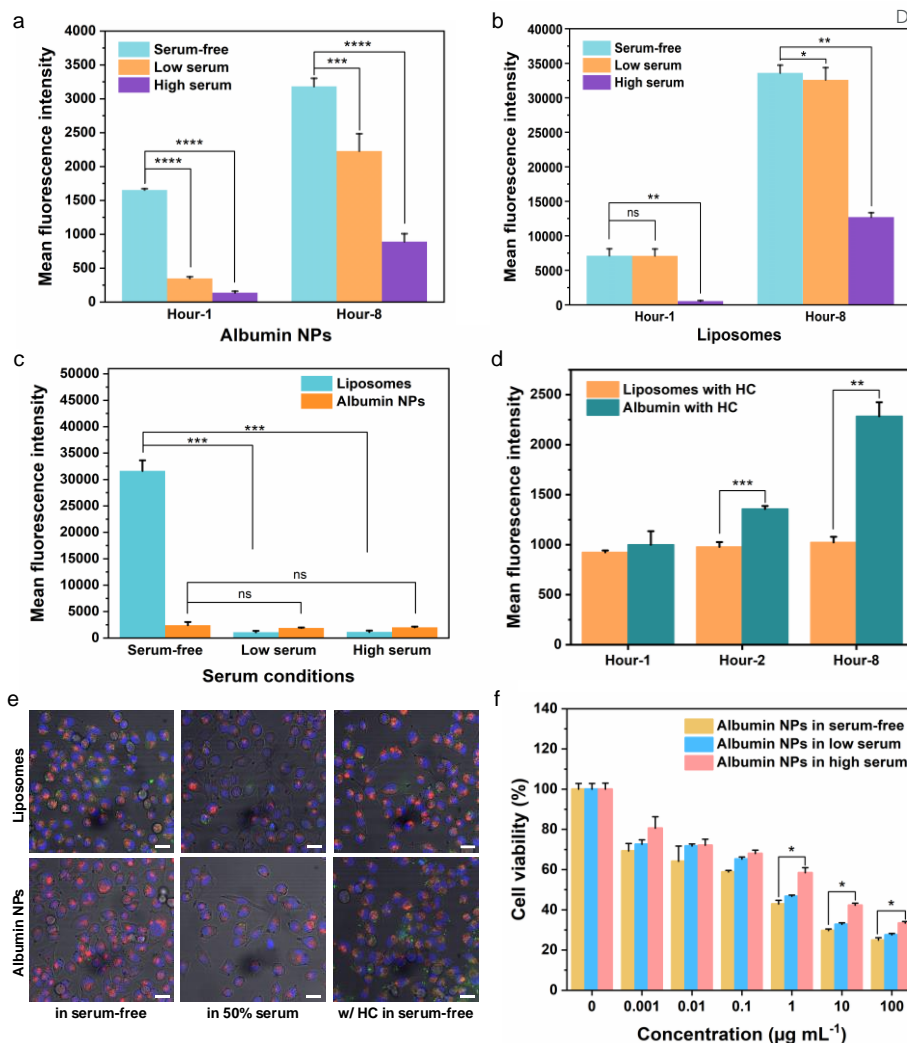 a
4000
3500
3000
2500
2000
1500
1000
500
0
Mean fluorescence intensity
Serum-free
Low serum
High serum
****
****
***
****
Hour-1
Hour-8
Albumin NPs
b
D
40000
35000
30000
25000
20000
15000
10000
5000
0
Mean fluorescence intensity
Serum-free
Low serum
High serum
**
ns
**
*
Hour-1
Hour-8
Liposomes
c
50000
45000
40000
35000
30000
25000
20000
15000
10000
5000
0
Mean fluorescence intensity
Liposomes
Albumin NPs
***
***
ns
ns
Serum-free
Low serum
High serum
Serum conditions
d
2500
2000
1500
1000
500
0
Mean fluorescence intensity
Liposomes with HC
Albumin with HC
***
**
Hour-1
Hour-2
Hour-8
e
Liposomes
Albumin NPs
in serum-free
in 50% serum
w/ HC in serum-free
f
140
120
100
80
60
40
20
0
Cell viability (%)
Albumin NPs in serum-free
Albumin NPs in low serum
Albumin NPs in high serum
*
*
*
0
0.001
0.01
0.1
1
10
100
Concentration (µg mL⁻¹)